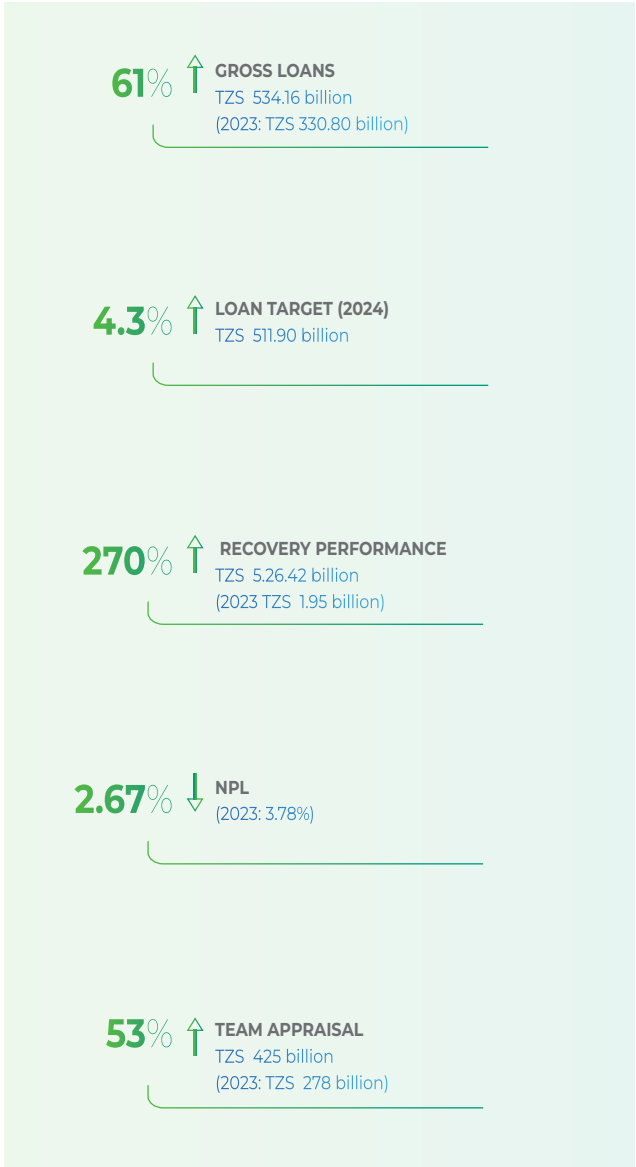 61% GROSS LOANS
TZS 534.16 billion
(2023: TZS 330.80 billion)
4.3% LOAN TARGET (2024)
TZS 511.90 billion
270% RECOVERY PERFORMANCE
TZS 5.26.42 billion
(2023 TZS 1.95 billion)
2.67% NPL
(2023: 3.78%)
53% TEAM APPRAISAL
TZS 425 billion
(2023: TZS 278 billion)